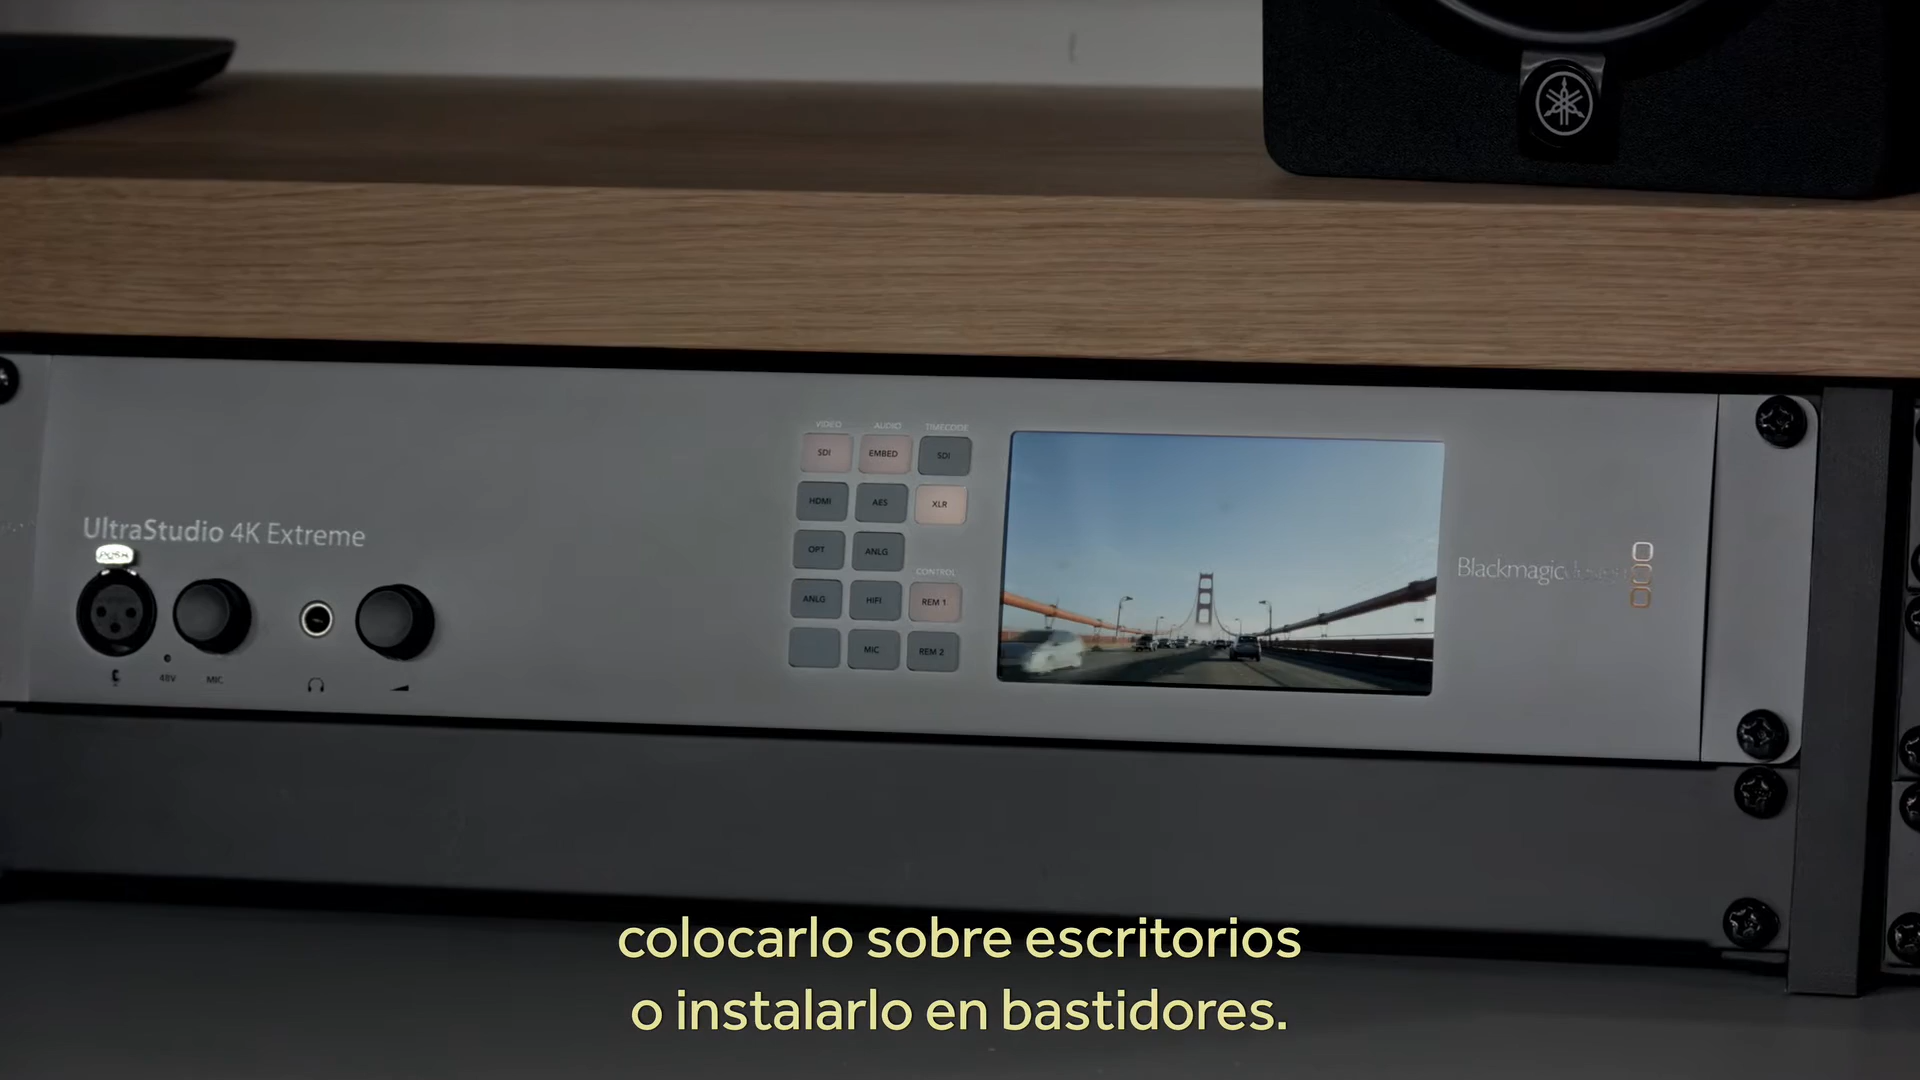 UltraStudio 4K Extreme
PUSH
48V
MIC
VIDEO AUDIO TIMECODE
SDI EMBED SDI
HDMI AES XLR
OPT ANLG
CONTROL
ANLG HIFI REM 1
MIC REM 2
Blackmagicdesign
colocarlo sobre escritorios
o instalarlo en bastidores.